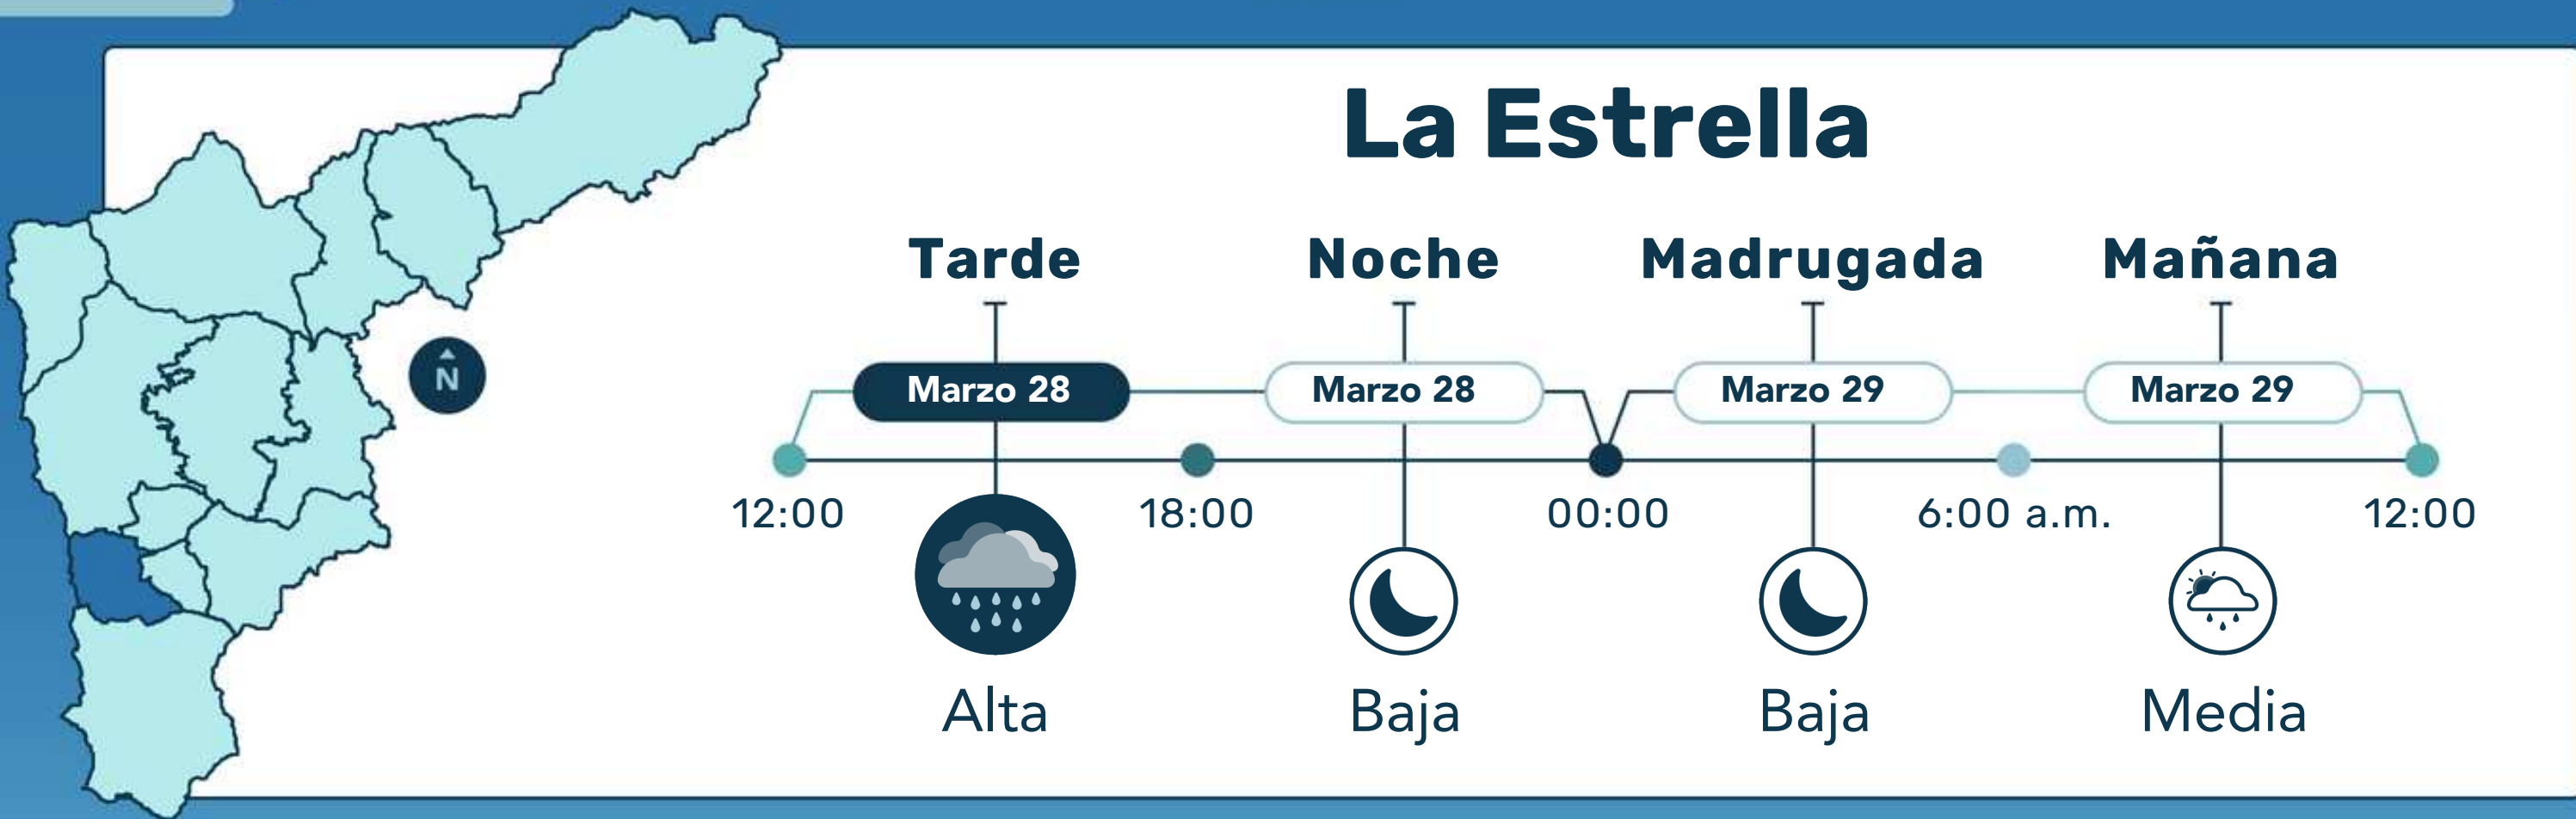 La Estrella
Tarde Noche Madrugada Mañana
N
Marzo 28 Marzo 28 Marzo 29 Marzo 29
12:00 18:00 00:00 6:00 a.m. 12:00
Alta Baja Baja Media